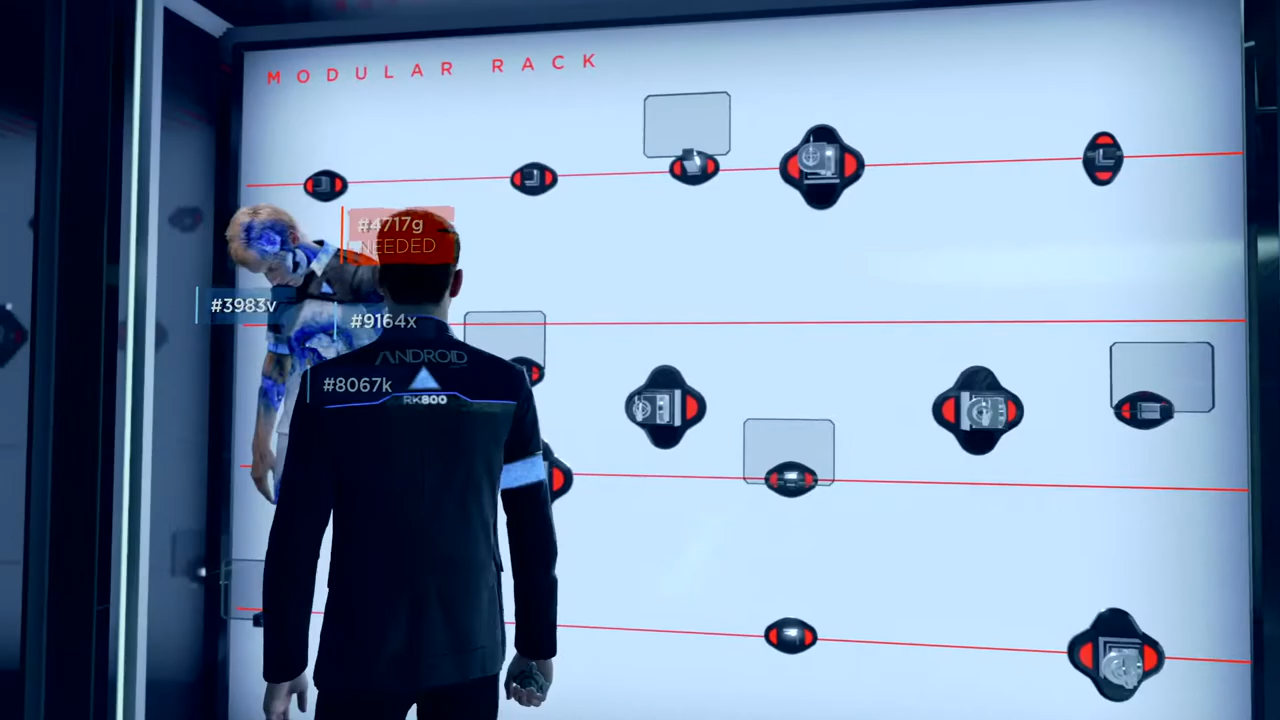 MODULAR RACK
#4717g
NEEDED
#3983v
#9164x
#8067k
ANDROID
RK800